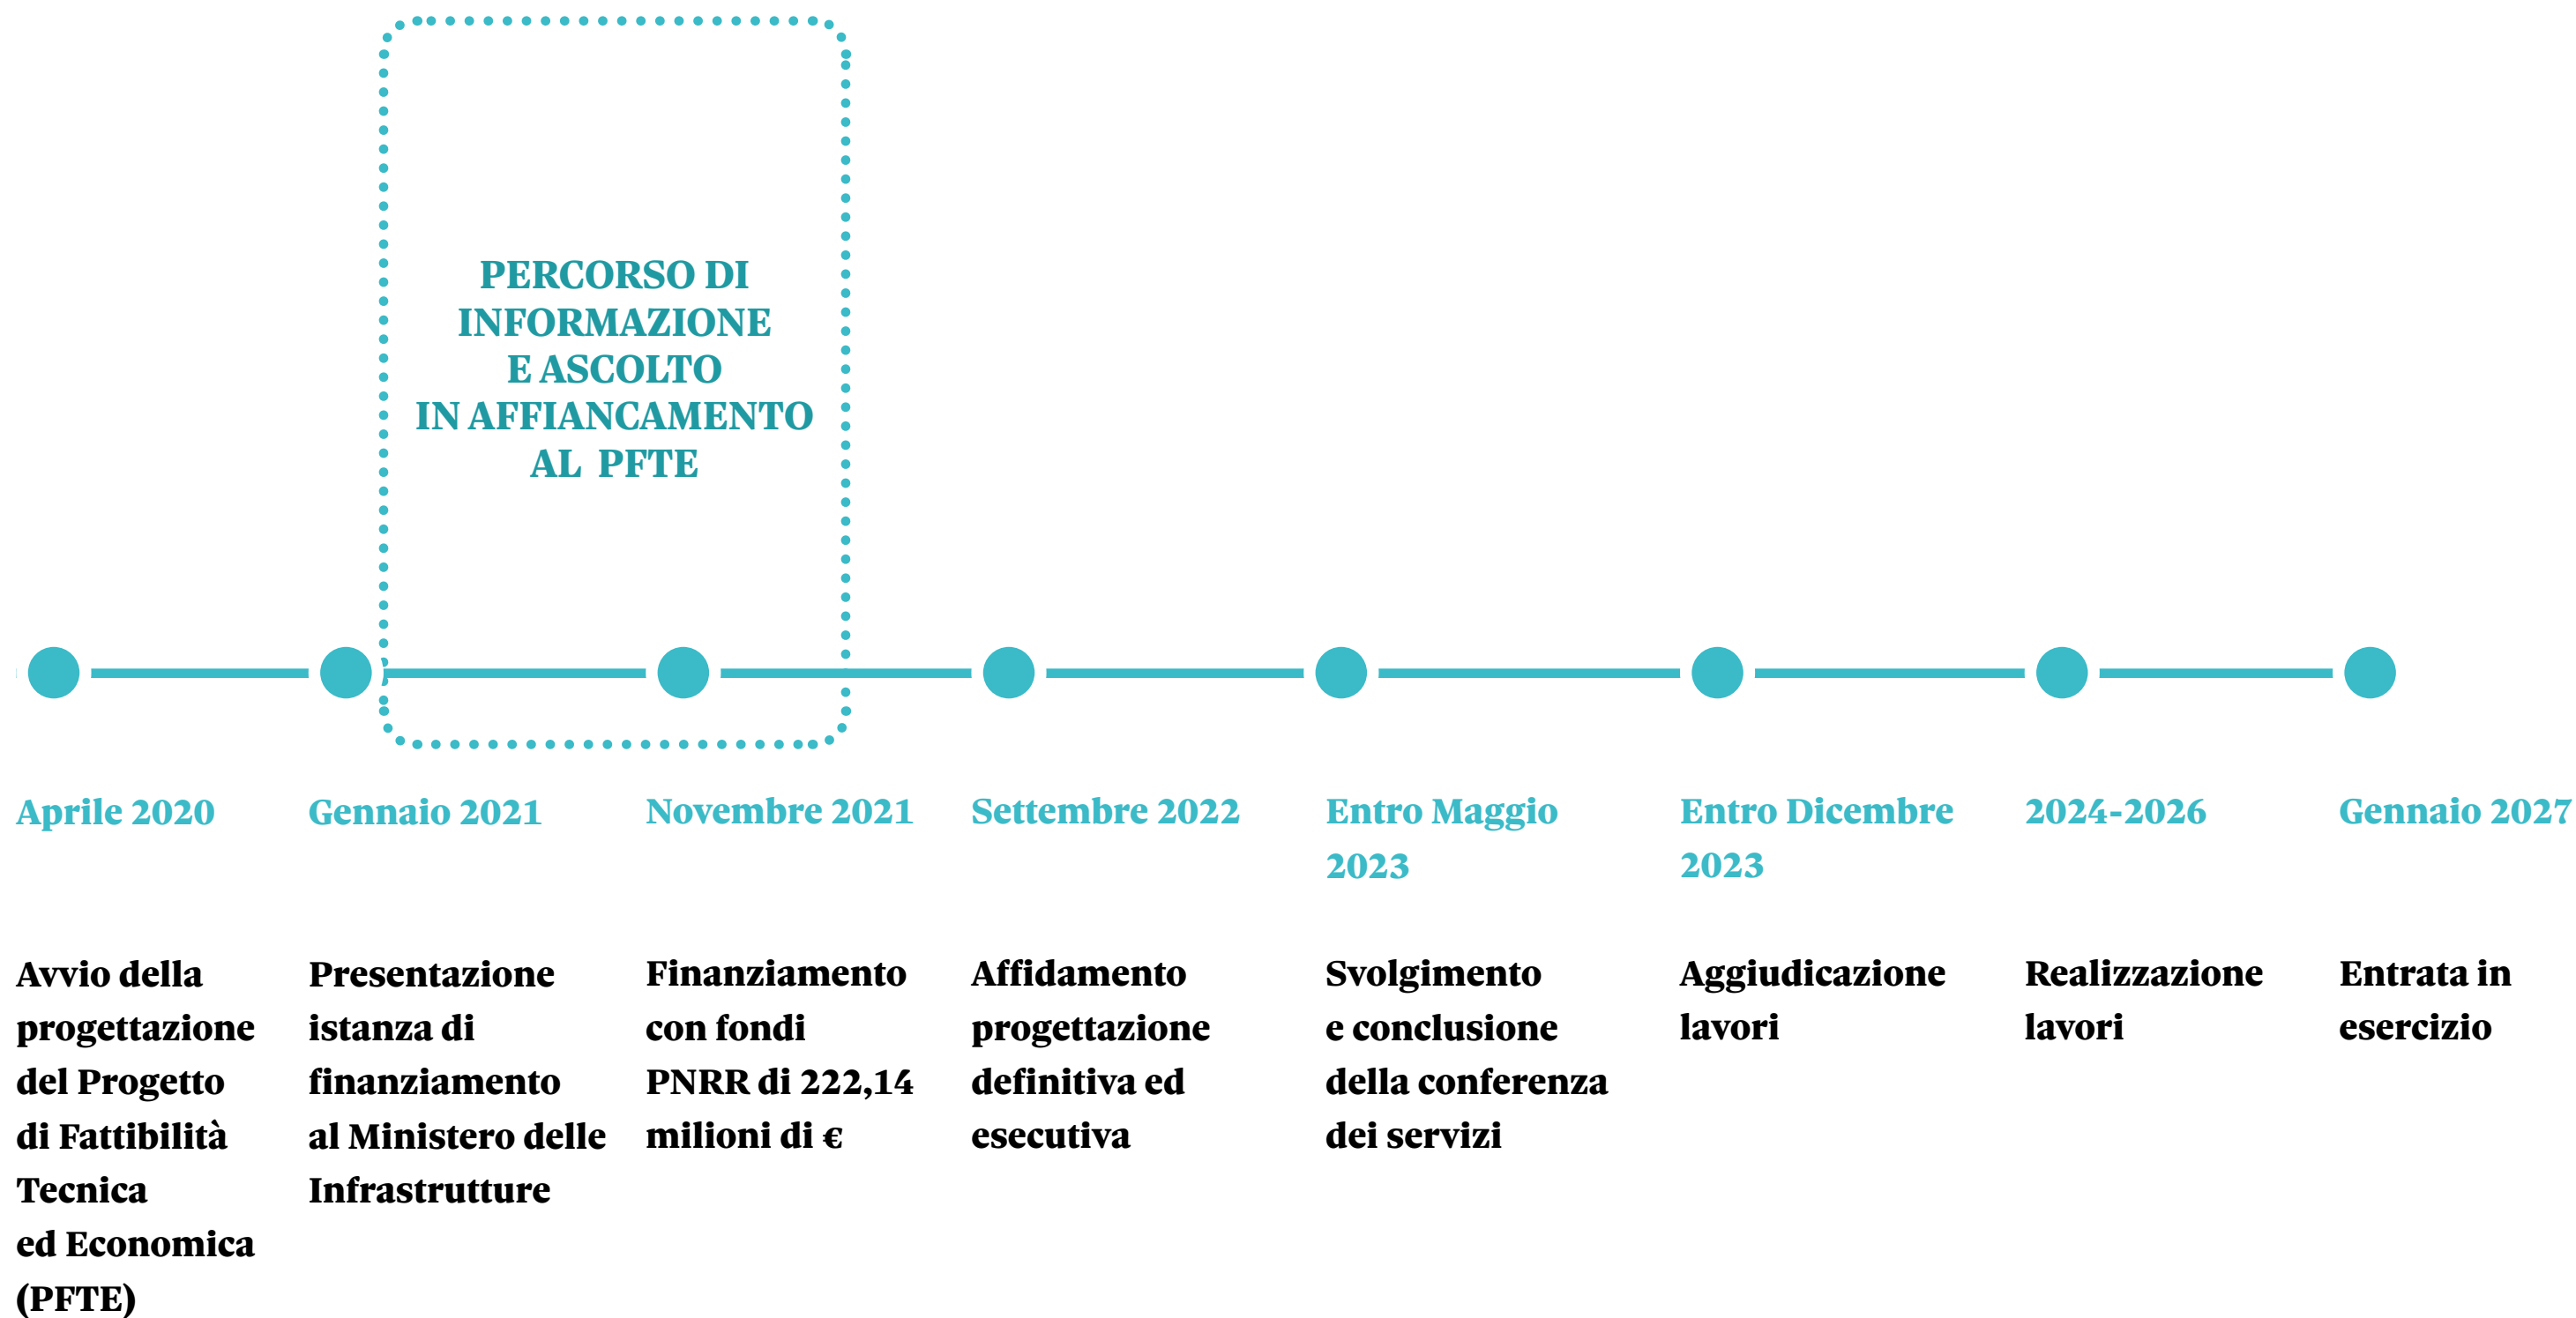 PERCORSO DI
INFORMAZIONE
E ASCOLTO
IN AFFIANCAMENTO
AL PFTE
Aprile 2020
Avvio della
progettazione
del Progetto
di Fattibilità
Tecnica
ed Economica
(PFTE)
Gennaio 2021
Presentazione
istanza di
finanziamento
al Ministero delle
Infrastrutture
Novembre 2021
Finanziamento
con fondi
PNRR di 222,14
milioni di €
Settembre 2022
Affidamento
progettazione
definitiva ed
esecutiva
Entro Maggio
2023
Svolgimento
e conclusione
della conferenza
dei servizi
Entro Dicembre
2023
Aggiudicazione
lavori
2024-2026
Realizzazione
lavori
Gennaio 2027
Entrata in
esercizio